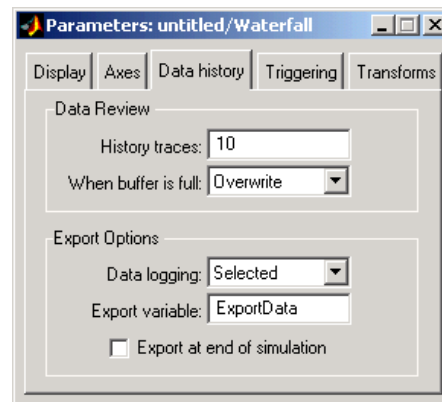 Parameters: untitled/Waterfall
Display Axes Data history Triggering Transforms
Data Review
History traces: 10
When buffer is full: Overwrite
Export Options
Data logging: Selected
Export variable: ExportData
Export at end of simulation